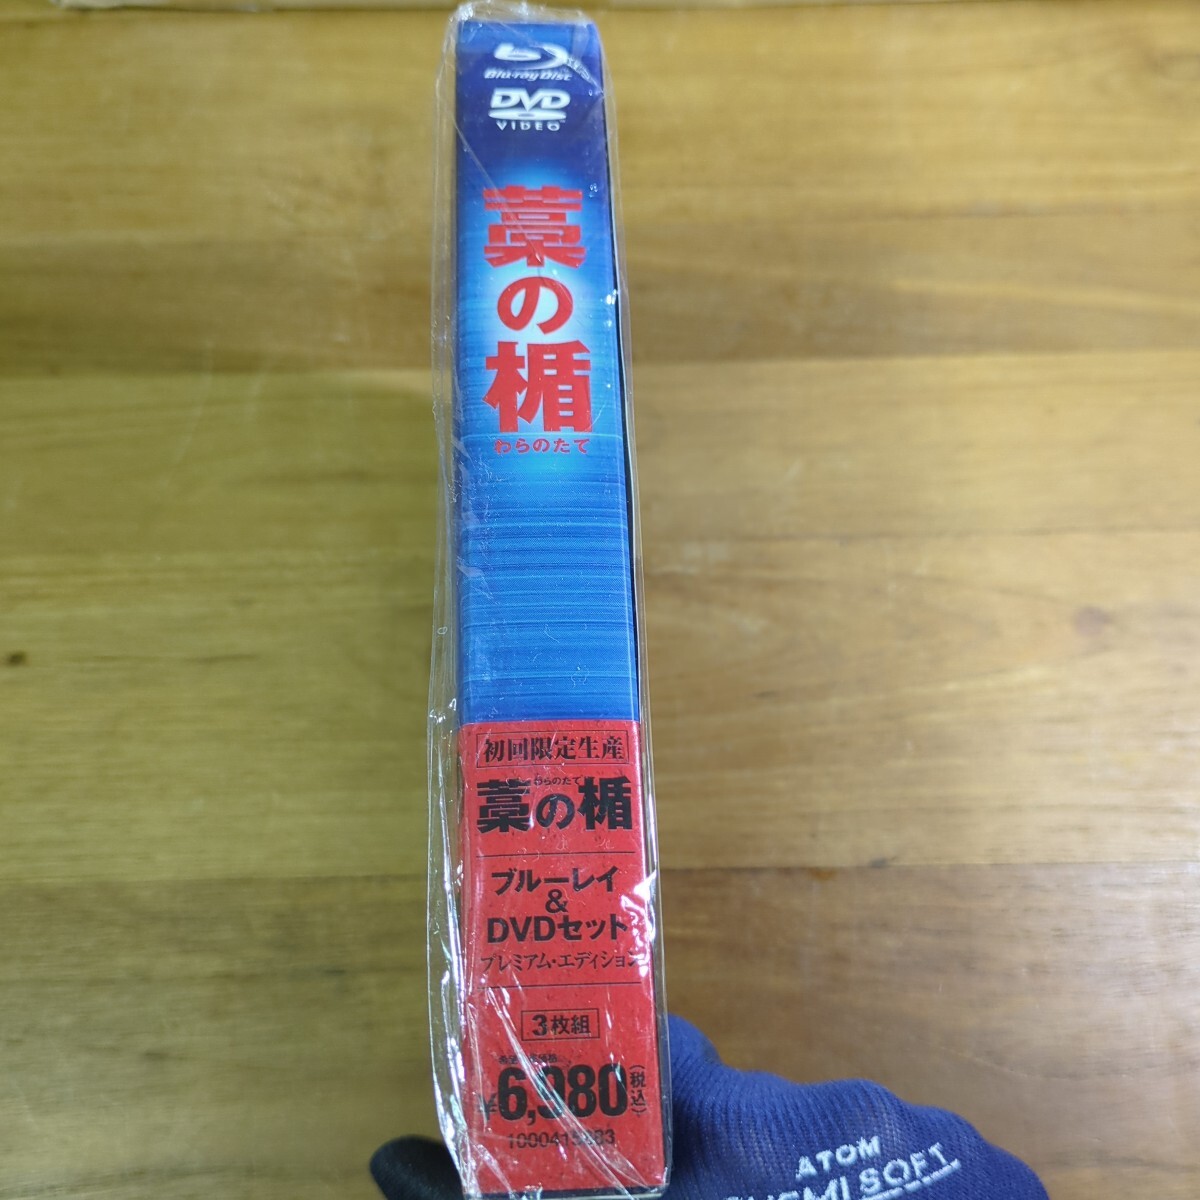 Blu-ray Disc
DVD
VIDEO
藁の楯
わらのたて
初回限定生産
わらのたて
藁の楯
ブルーレイ
&
DVDセット
プレミアム・エディション
3枚組
¥6,980(税込)
ATOM
SOFT